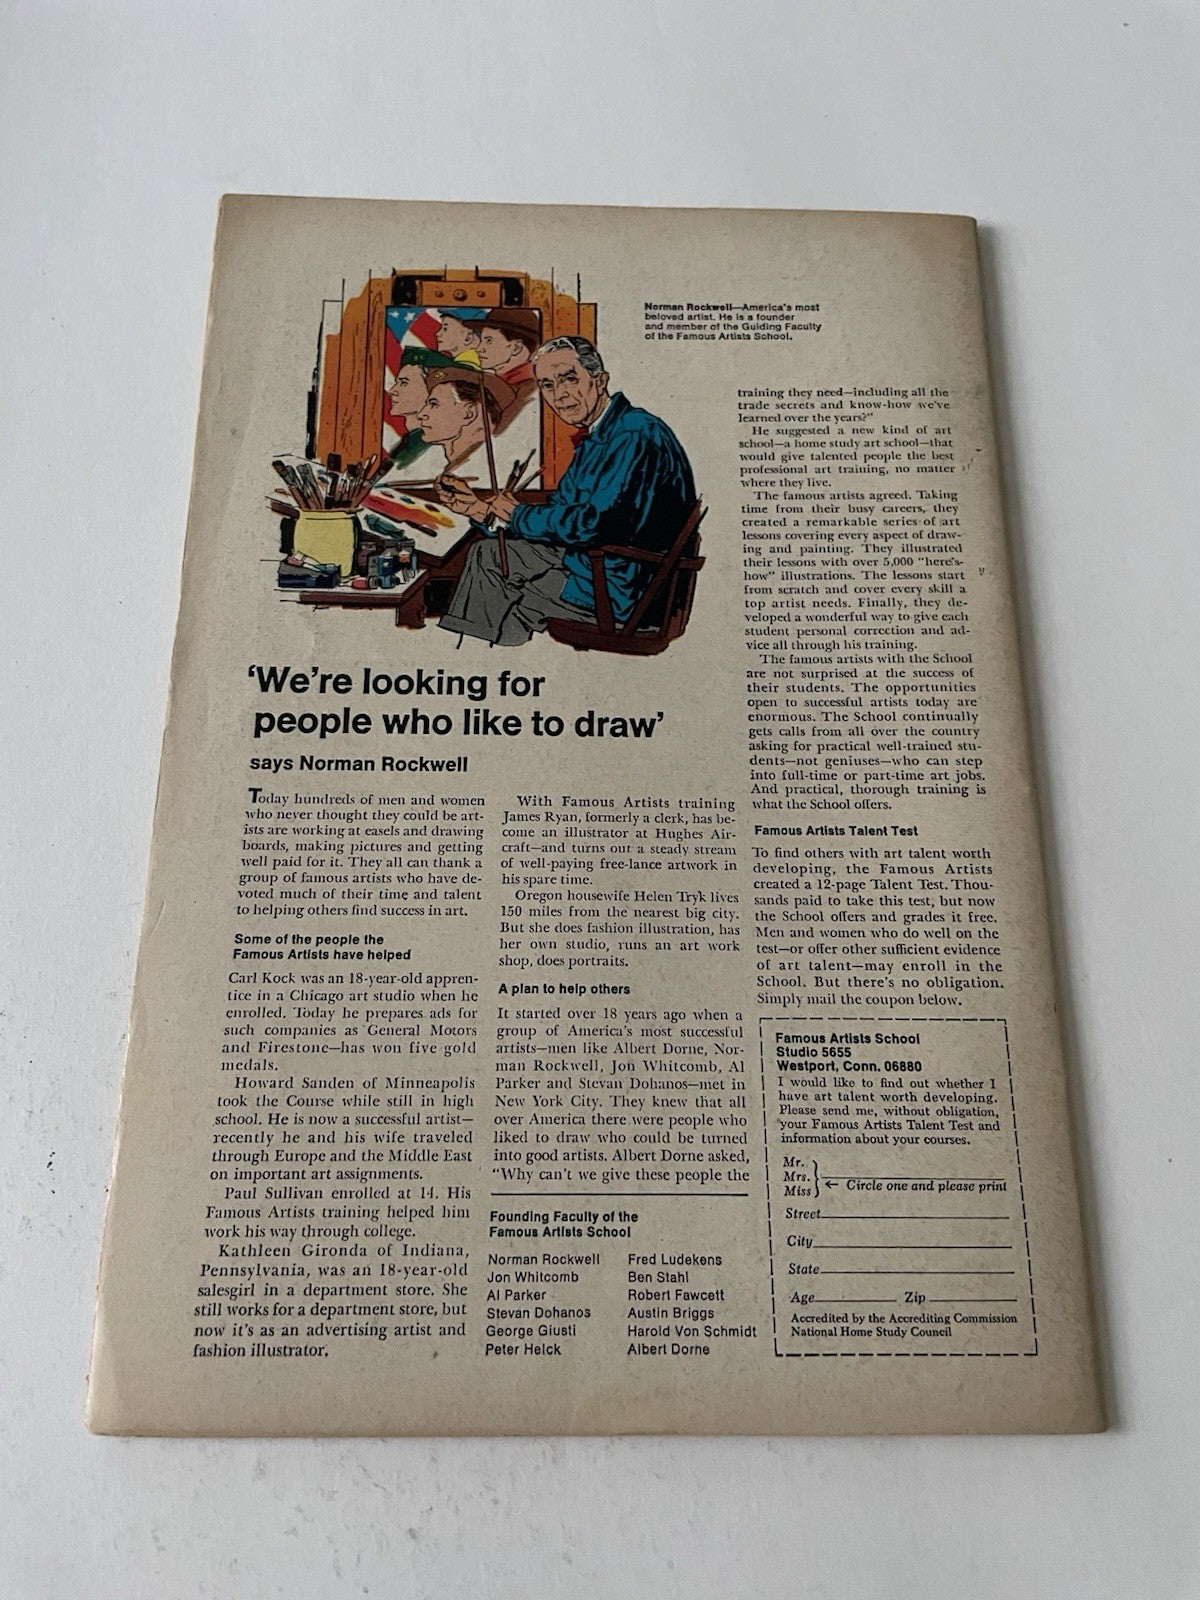 Norman Rockwell—America's most
beloved artist. He is a founder
and member of the Guiding Faculty
of the Famous Artists School.
'We're looking for
people who like to draw'
says Norman Rockwell
Today hundreds of men and women
who never thought they could be art-
ists are working at easels and drawing
boards, making pictures and getting
well paid for it. They all can thank a
group of famous artists who have de-
voted much of their time and talent
to helping others find success in art.
Some of the people the
Famous Artists have helped
Carl Kock was an 18-year-old appren-
tice in a Chicago art studio when he
enrolled. Today he prepares ads for
such companies as General Motors
and Firestone—has won five gold
medals.
Howard Sanden of Minneapolis
took the Course while still in high
school. He is now a successful artist—
recently he and his wife traveled
through Europe and the Middle East
on important art assignments.
Paul Sullivan enrolled at 14. His
Famous Artists training helped him
work his way through college.
Kathleen Gironda of Indiana,
Pennsylvania, was an 18-year-old
salesgirl in a department store. She
still works for a department store, but
now it's as an advertising artist and
fashion illustrator.
With Famous Artists training
James Ryan, formerly a clerk, has be-
come an illustrator at Hughes Air-
craft—and turns out a steady stream
of well-paying free-lance artwork in
his spare time.
Oregon housewife Helen Tryk lives
150 miles from the nearest big city.
But she does fashion illustration, has
her own studio, runs an art work
shop, does portraits.
A plan to help others
It started over 18 years ago when a
group of America's most successful
artists—men like Albert Dorne, Nor-
man Rockwell, Jon Whitcomb, Al
Parker and Stevan Dohanos—met in
New York City. They knew that all
over America there were people who
liked to draw who could be turned
into good artists. Albert Dorne asked,
"Why can't we give these people the
training they need—including all the
trade secrets and know-how we've
learned over the years?"
He suggested a new kind of art
school—a home study art school—that
would give talented people the best
professional art training, no matter
where they live.
The famous artists agreed. Taking
time from their busy careers, they
created a remarkable series of art
lessons covering every aspect of draw-
ing and painting. They illustrated
their lessons with over 5,000 "here's-
how" illustrations. The lessons start
from scratch and cover every skill a
top artist needs. Finally, they de-
veloped a wonderful way to give each
student personal correction and ad-
vice all through his training.
The famous artists with the School
are not surprised at the success of
their students. The opportunities
open to successful artists today are
enormous. The School continually
gets calls from all over the country
asking for practical well-trained stu-
dents—not geniuses—who can step
into full-time or part-time art jobs.
And practical, thorough training is
what the School offers.
Famous Artists Talent Test
To find others with art talent worth
developing, the Famous Artists
created a 12-page Talent Test. Thou-
sands paid to take this test, but now
the School offers and grades it free.
Men and women who do well on the
test—or offer other sufficient evidence
of art talent—may enroll in the
School. But there's no obligation.
Simply mail the coupon below.
Founding Faculty of the
Famous Artists School
Norman Rockwell
Jon Whitcomb
Al Parker
Stevan Dohanos
George Giusti
Peter Helck
Fred Ludekens
Ben Stahl
Robert Fawcett
Austin Briggs
Harold Von Schmidt
Albert Dorne
Famous Artists School
Studio 5655
Westport, Conn. 06880
I would like to find out whether I
have art talent worth developing.
Please send me, without obligation,
your Famous Artists Talent Test and
information about your courses.
Mr.
Mrs.
Miss
← Circle one and please print
Street
City
State
Age Zip
Accredited by the Accrediting Commission
National Home Study Council